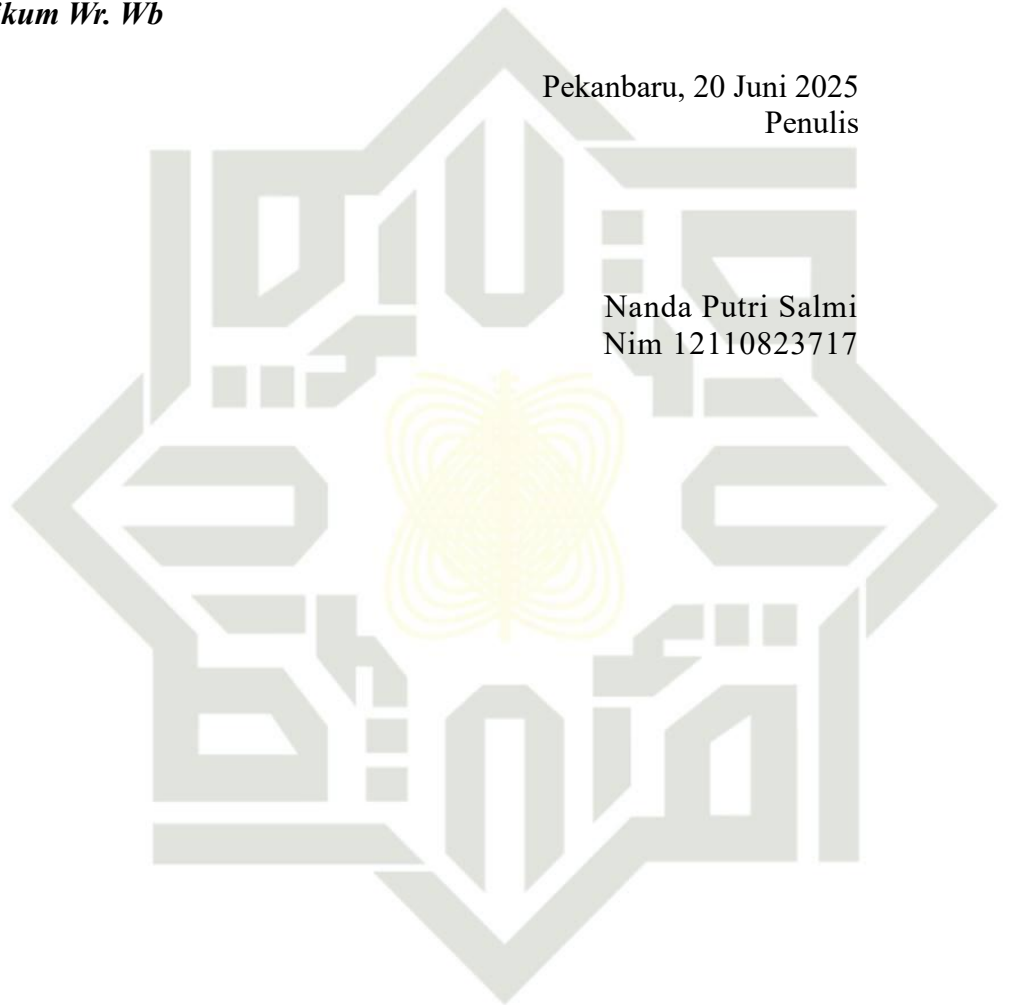 ikum Wr. Wb
Pekanbaru, 20 Juni 2025
Penulis
Nanda Putri Salmi
Nim 12110823717